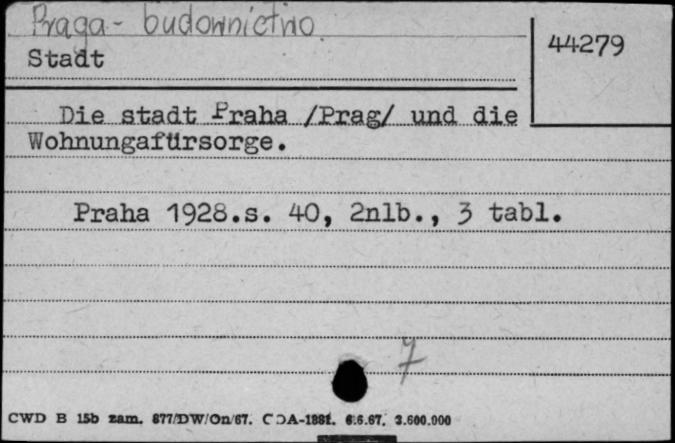 Praga - budownictwo
44279
Stadt
Die stadt Praha /Prag/ und die
Wohnungafürsorge.
Praha 1928.s. 40, 2nlb., 3 tabl.
7
CWD B 15b zam. 877/DW/On/67. CDA-1881. 6.6.67. 3.600.000